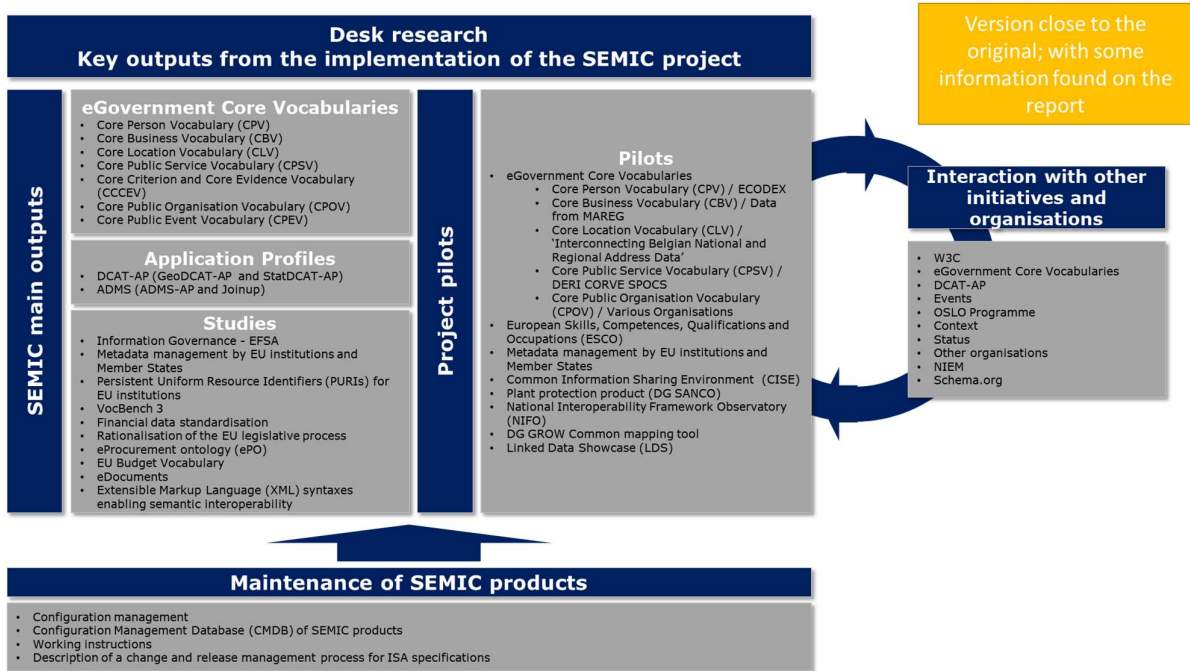 Desk research
Key outputs from the implementation of the SEMIC project
Version close to the
original; with some
information found on the
report
SEMIC main outputs
eGovernment Core Vocabularies
• Core Person Vocabulary (CPV)
• Core Business Vocabulary (CBV)
• Core Location Vocabulary (CLV)
• Core Public Service Vocabulary (CPSV)
• Core Criterion and Core Evidence Vocabulary
(CCCEV)
• Core Public Organisation Vocabulary (CPOV)
• Core Public Event Vocabulary (CPEV)
Application Profiles
• DCAT-AP (GeoDCAT-AP and StatDCAT-AP)
• ADMS (ADMS-AP and Joinup)
Studies
• Information Governance - EFSA
• Metadata management by EU institutions and
Member States
• Persistent Uniform Resource Identifiers (PURIs) for
EU institutions
• VocBench 3
• Financial data standardisation
• Rationalisation of the EU legislative process
• eProcurement ontology (ePO)
• EU Budget Vocabulary
• eDocuments
• Extensible Markup Language (XML) syntaxes
enabling semantic interoperability
Project pilots
Pilots
• eGovernment Core Vocabularies
• Core Person Vocabulary (CPV) / ECODEX
• Core Business Vocabulary (CBV) / Data
from MAREG
• Core Location Vocabulary (CLV) /
‘Interconnecting Belgian National and
Regional Address Data’
• Core Public Service Vocabulary (CPSV) /
DERI CORVE SPOCS
• Core Public Organisation Vocabulary
(CPOV) / Various Organisations
• European Skills, Competences, Qualifications and
Occupations (ESCO)
• Metadata management by EU institutions and
Member States
• Common Information Sharing Environment (CISE)
• Plant protection product (DG SANCO)
• National Interoperability Framework Observatory
(NIFO)
• DG GROW Common mapping tool
• Linked Data Showcase (LDS)
Interaction with other
initiatives and
organisations
• W3C
• eGovernment Core Vocabularies
• DCAT-AP
• Events
• OSLO Programme
• Context
• Status
• Other organisations
• NIEM
• Schema.org
Maintenance of SEMIC products
• Configuration management
• Configuration Management Database (CMDB) of SEMIC products
• Working instructions
• Description of a change and release management process for ISA specifications